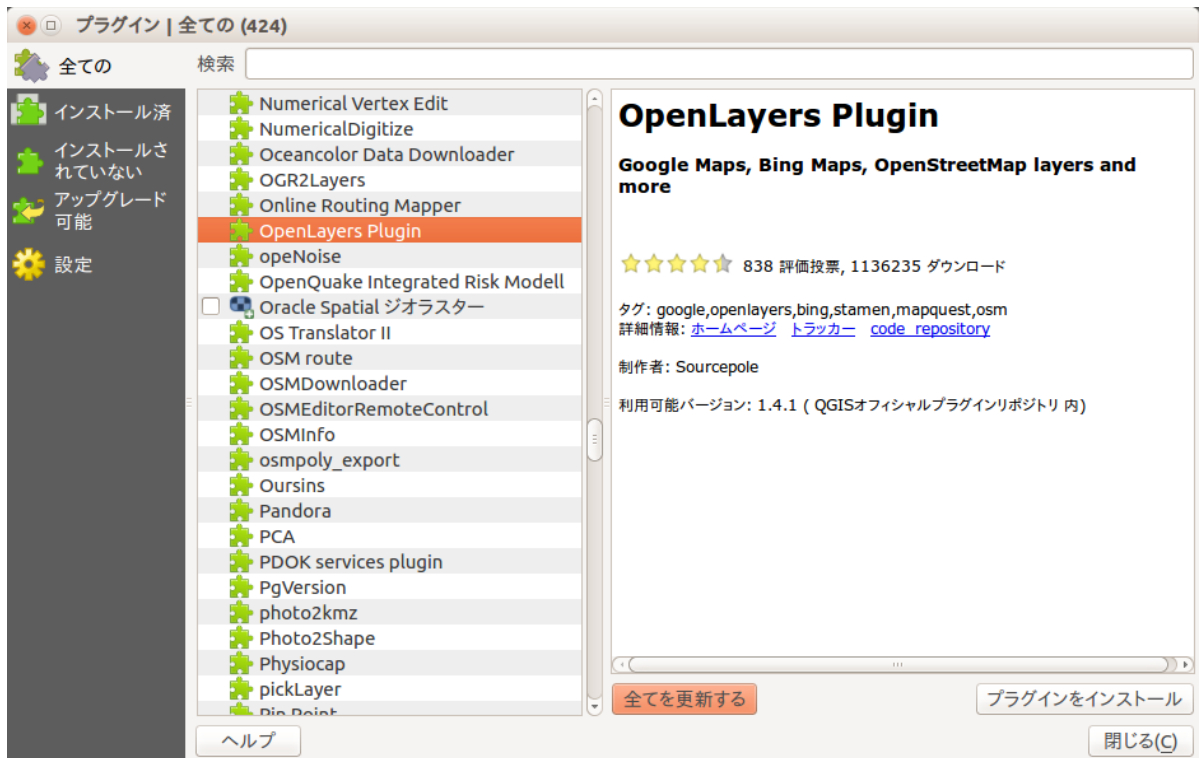 プラグイン | 全ての (424)
全ての
インストール済
インストールさ
れていない
アップグレード
可能
設定
検索
Numerical Vertex Edit
NumericalDigitize
Oceancolor Data Downloader
OGR2Layers
Online Routing Mapper
OpenLayers Plugin
opeNoise
OpenQuake Integrated Risk Modell
Oracle Spatial ジオラスター
OS Translator II
OSM route
OSMDownloader
OSMEditorRemoteControl
OSMInfo
osmpoly_export
Oursins
Pandora
PCA
PDOK services plugin
PgVersion
photo2kmz
Photo2Shape
Physiocap
pickLayer
Pin Point
OpenLayers Plugin
Google Maps, Bing Maps, OpenStreetMap layers and
more
838 評価投票, 1136235 ダウンロード
タグ: google,openlayers,bing,stamen,mapquest,osm
詳細情報: ホームページ トラッカー code repository
制作者: Sourcepole
利用可能バージョン: 1.4.1 ( QGISオフィシャルプラグインリポジトリ 内)
全てを更新する
プラグインをインストール
ヘルプ
閉じる(C)